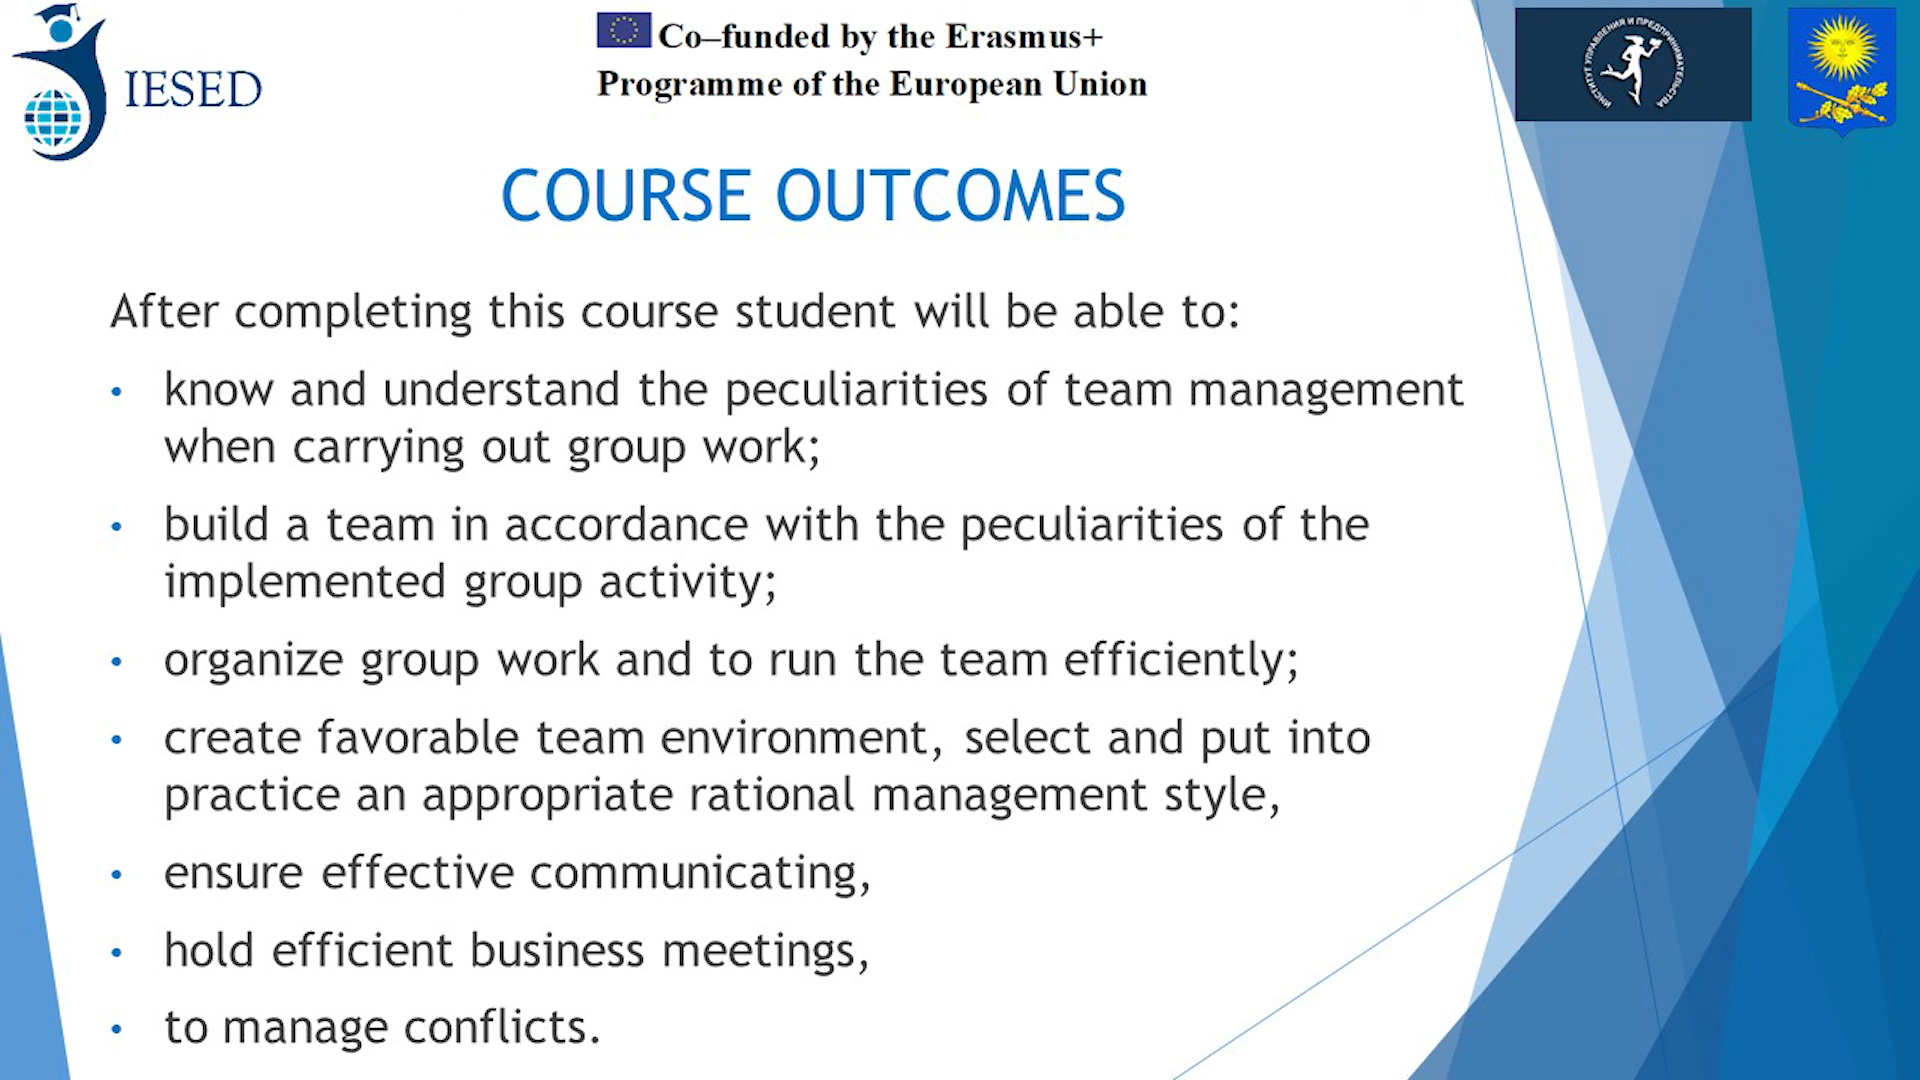 IESED
Co–funded by the Erasmus+
Programme of the European Union
ИНСТИТУТ УПРАВЛЕНИЯ И ПРЕДПРИНИМАТЕЛЬСТВА
COURSE OUTCOMES
After completing this course student will be able to:
• know and understand the peculiarities of team management
when carrying out group work;
• build a team in accordance with the peculiarities of the
implemented group activity;
• organize group work and to run the team efficiently;
• create favorable team environment, select and put into
practice an appropriate rational management style,
• ensure effective communicating,
• hold efficient business meetings,
• to manage conflicts.